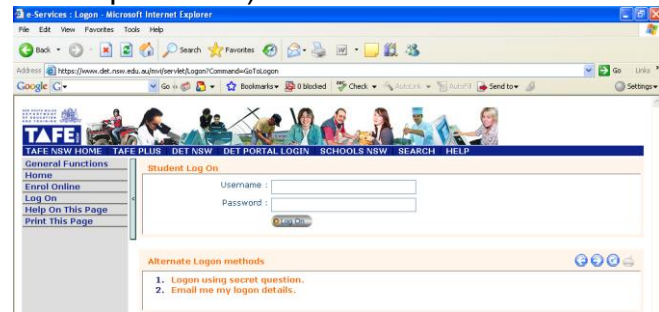 e-Services : Logon - Microsoft Internet Explorer
File Edit View Favorites Tools Help
Back Search Favorites
Address https://www.det.nsw.edu.au/mvi/servlet/Logon?Command=GoToLogon Go Links
Google G Go Bookmarks 0 blocked Check AutoLink AutoFill Send to Settings
TAFE
TAFE NSW HOME TAFE PLUS DET NSW DET PORTAL LOGIN SCHOOLS NSW SEARCH HELP
General Functions
Home
Enrol Online
Log On
Help On This Page
Print This Page
Student Log On
Username :
Password :
Log On
Alternate Logon methods
1. Logon using secret question.
2. Email me my logon details.